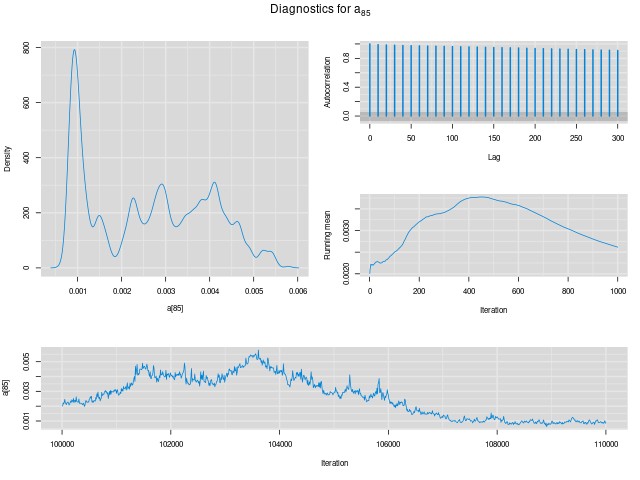 Diagnostics for a85
Density
0
200
400
600
800
0.001 0.002 0.003 0.004 0.005 0.006
a[85]
Autocorrelation
0.0
0.4
0.8
0 50 100 150 200 250 300
Lag
Running mean
0.0020
0.0030
0 200 400 600 800 1000
Iteration
a[85]
0.001
0.003
0.005
100000 102000 104000 106000 108000 110000
Iteration